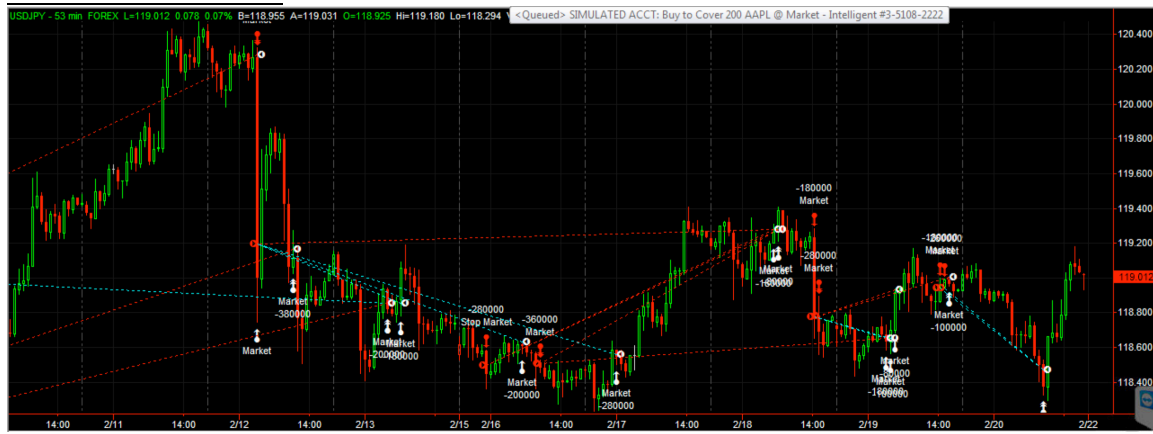 USDJPY - 53 min FOREX L=119.012 0.078 0.07% B=118.955 A=119.031 O=118.925 Hi=119.180 Lo=118.294
<Queued> SIMULATED ACCT: Buy to Cover 200 AAPL @ Market - Intelligent #3-5108-2222
120.400
120.200
120.000
119.800
119.600
-180000
Market
119.400
119.200
-280000
Market
119.012
Market
-380000
-100000
118.800
-280000
Stop Market
-360000
Market
Market
118.600
Market
-200000
Market
-280000
118.400
14:00 2/11 14:00 2/12 14:00 2/13 2/15 2/16 14:00 2/17 14:00 2/18 14:00 2/19 14:00 2/20 2/22